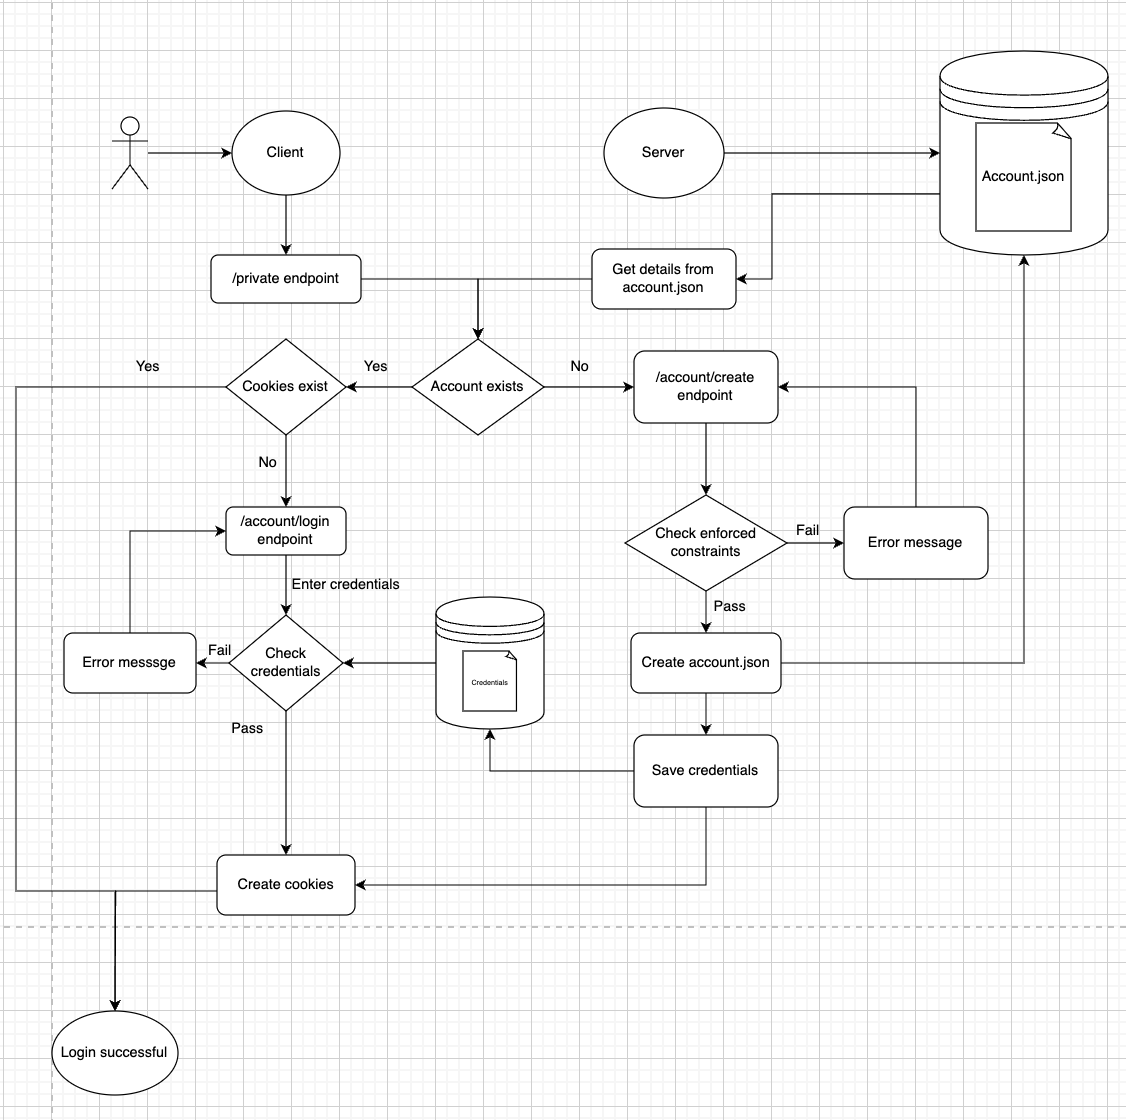 Client
Server
Account.json
/private endpoint
Get details from
account.json
Yes
Cookies exist
Yes
Account exists
No
/account/create
endpoint
No
/account/login
endpoint
Check enforced
constraints
Fail
Error message
Enter credentials
Pass
Error messsge
Fail
Check
credentials
Credentials
Create account.json
Pass
Save credentials
Create cookies
Login successful